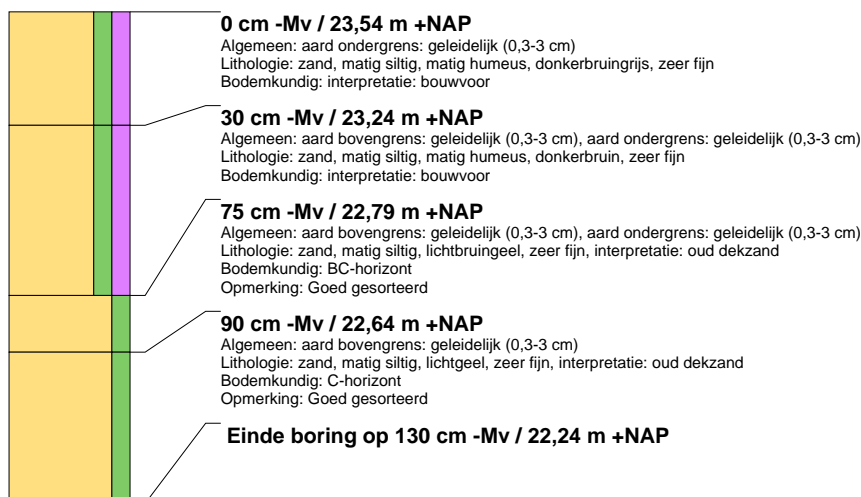 0 cm -Mv / 23,54 m +NAP
Algemeen: aard ondergrens: geleidelijk (0,3-3 cm)
Lithologie: zand, matig siltig, matig humeus, donkerbruingrijs, zeer fijn
Bodemkundig: interpretatie: bouwvoor
30 cm -Mv / 23,24 m +NAP
Algemeen: aard bovengrens: geleidelijk (0,3-3 cm), aard ondergrens: geleidelijk (0,3-3 cm)
Lithologie: zand, matig siltig, matig humeus, donkerbruin, zeer fijn
Bodemkundig: interpretatie: bouwvoor
75 cm -Mv / 22,79 m +NAP
Algemeen: aard bovengrens: geleidelijk (0,3-3 cm), aard ondergrens: geleidelijk (0,3-3 cm)
Lithologie: zand, matig siltig, lichtbruingeel, zeer fijn, interpretatie: oud dekzand
Bodemkundig: BC-horizont
Opmerking: Goed gesorteerd
90 cm -Mv / 22,64 m +NAP
Algemeen: aard bovengrens: geleidelijk (0,3-3 cm)
Lithologie: zand, matig siltig, lichtgeel, zeer fijn, interpretatie: oud dekzand
Bodemkundig: C-horizont
Opmerking: Goed gesorteerd
Einde boring op 130 cm -Mv / 22,24 m +NAP